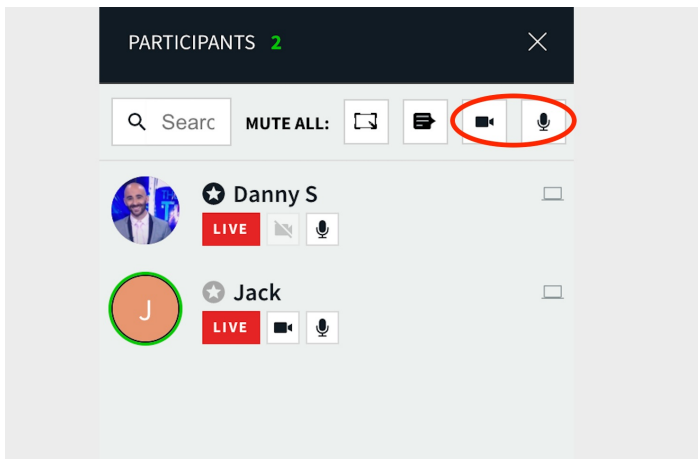 PARTICIPANTS 2
Searc MUTE ALL:
Danny S
LIVE
J
Jack
LIVE